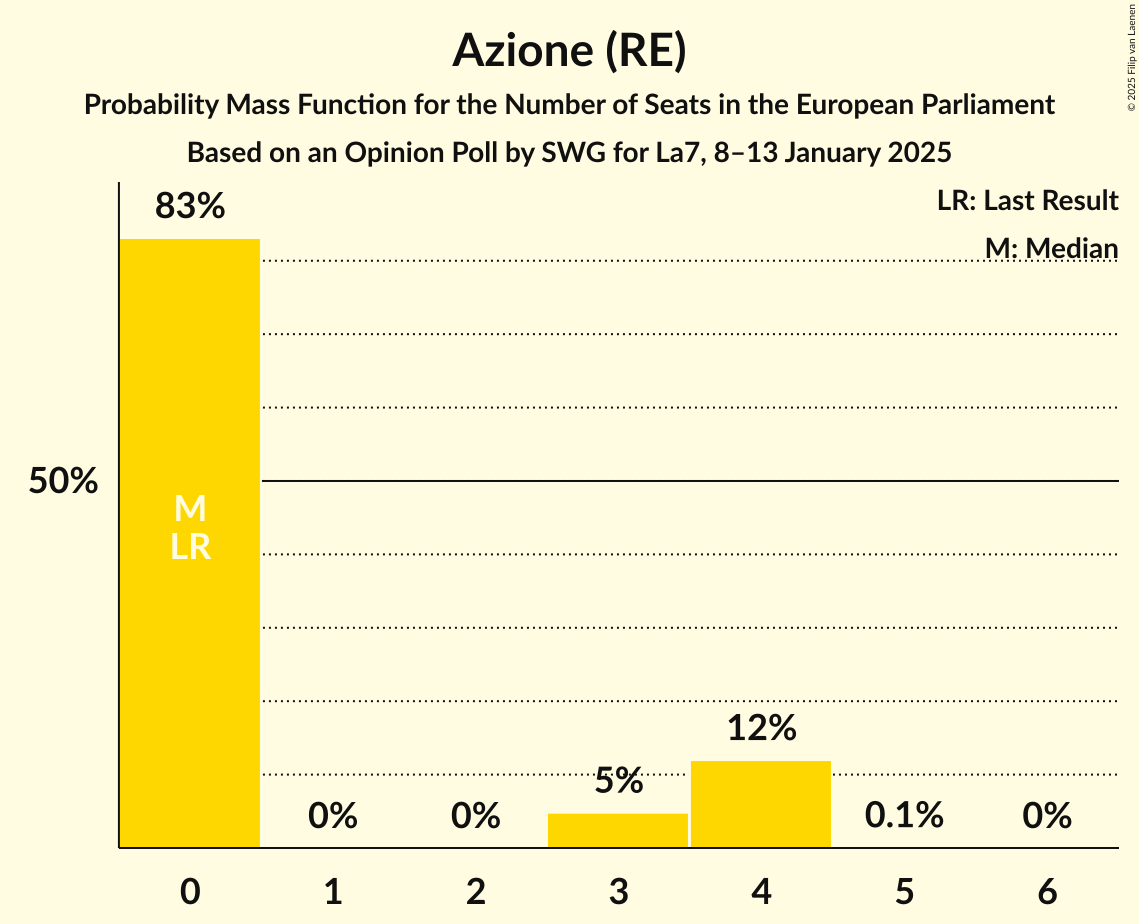 Azione (RE)
Probability Mass Function for the Number of Seats in the European Parliament
Based on an Opinion Poll by SWG for La7, 8–13 January 2025
© 2025 Filip van Laenen
LR: Last Result
M: Median
83%
50%
M
LR
0%
0%
5%
12%
0.1%
0%
0
1
2
3
4
5
6